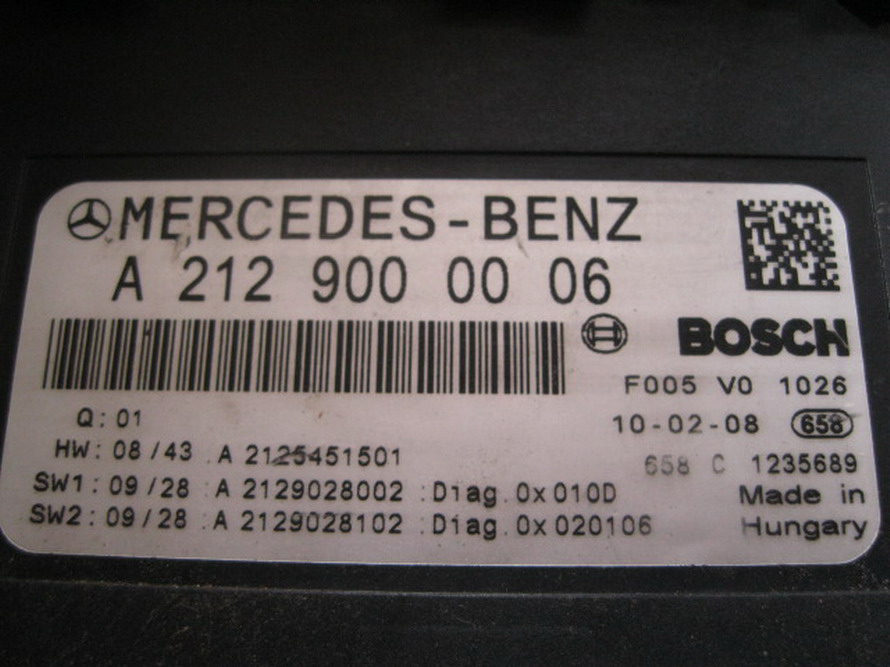 MERCEDES-BENZ
A 212 900 00 06
BOSCH
F005 V0 1026
Q: 01
10-02-08 658
HW: 08/43 A 2125451501
658 C 1235689
SW1: 09/28 A 2129028002 :Diag.0x010D
Made in
SW2: 09/28 :A 2129028102 :Diag.0x020106
Hungary